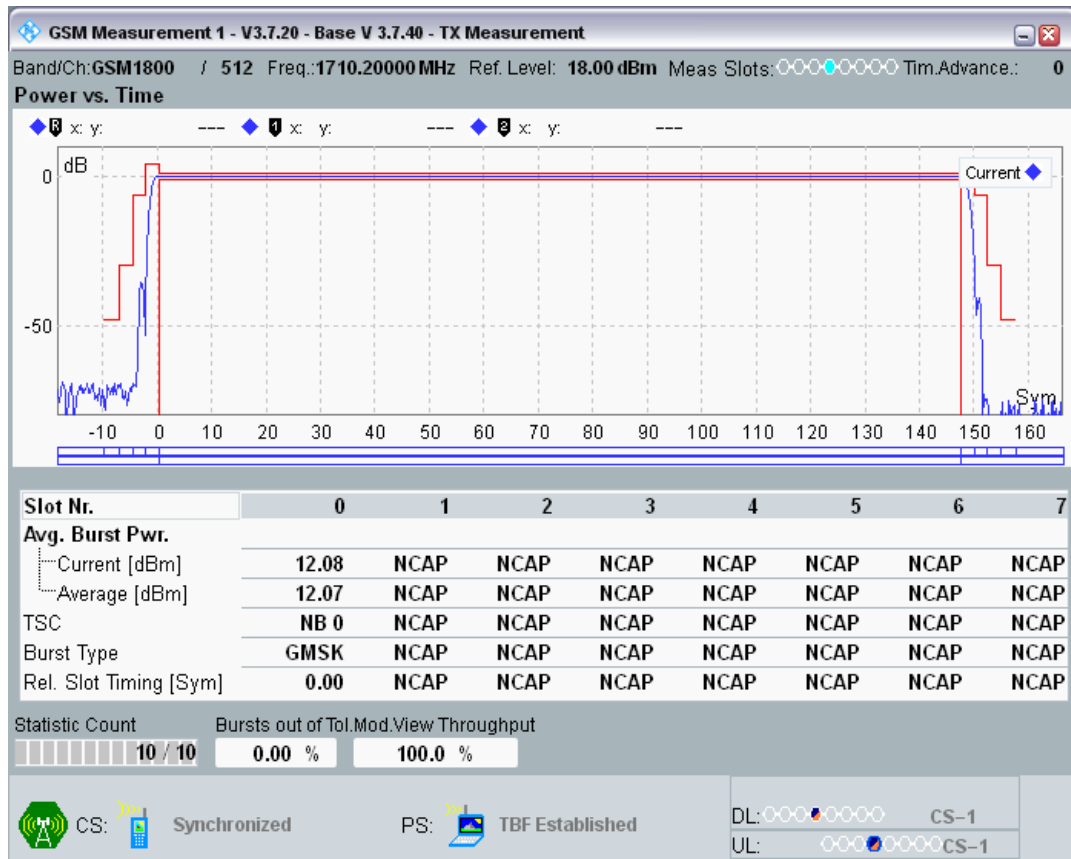 GSM Measurement 1 - V3.7.20 - Base V 3.7.40 - TX Measurement
Band/Ch:GSM1800 / 512 Freq.:1710.20000 MHz Ref. Level: 18.00 dBm Meas Slots: Tim.Advance.: 0
Power vs. Time
R x: y: --- 1 x: y: --- 2 x: y: ---
dB
Current
0
-50
Sym
-10 0 10 20 30 40 50 60 70 80 90 100 110 120 130 140 150 160
Slot Nr. 0 1 2 3 4 5 6 7
Avg. Burst Pwr.
Current [dBm] 12.08 NCAP NCAP NCAP NCAP NCAP NCAP NCAP
Average [dBm] 12.07 NCAP NCAP NCAP NCAP NCAP NCAP NCAP
TSC NB 0 NCAP NCAP NCAP NCAP NCAP NCAP NCAP
Burst Type GMSK NCAP NCAP NCAP NCAP NCAP NCAP NCAP
Rel. Slot Timing [Sym] 0.00 NCAP NCAP NCAP NCAP NCAP NCAP NCAP
Statistic Count Bursts out of Tol.Mod.View Throughput
10 / 10 0.00 % 100.0 %
CS: Synchronized PS: TBF Established
DL: CS-1
UL: CS-1